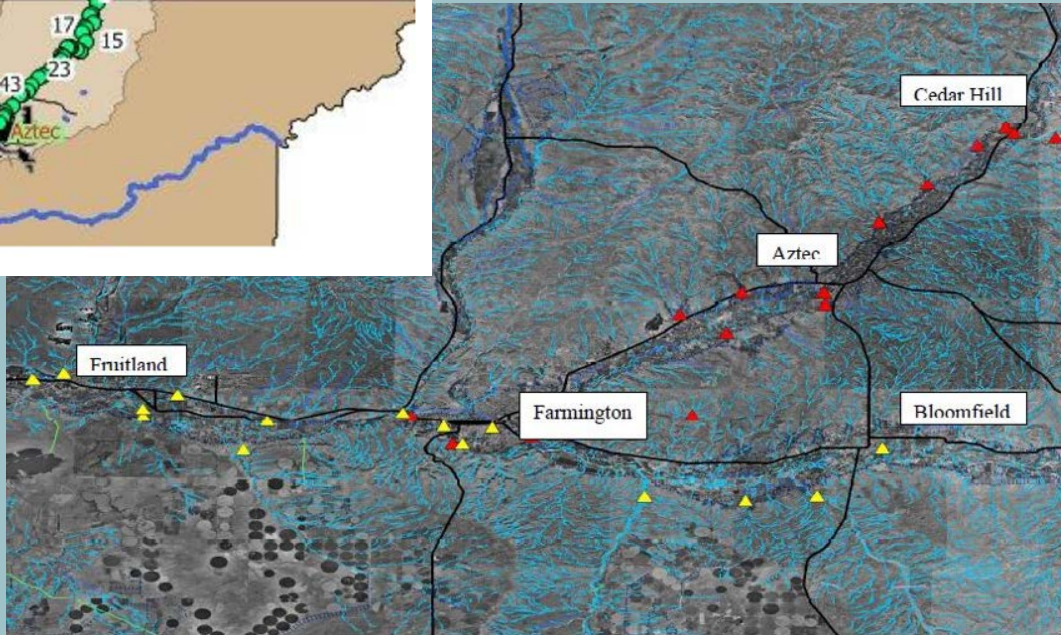 17
15
23
43
Aztec
Cedar Hill
Aztec
Fruitland
Farmington
Bloomfield